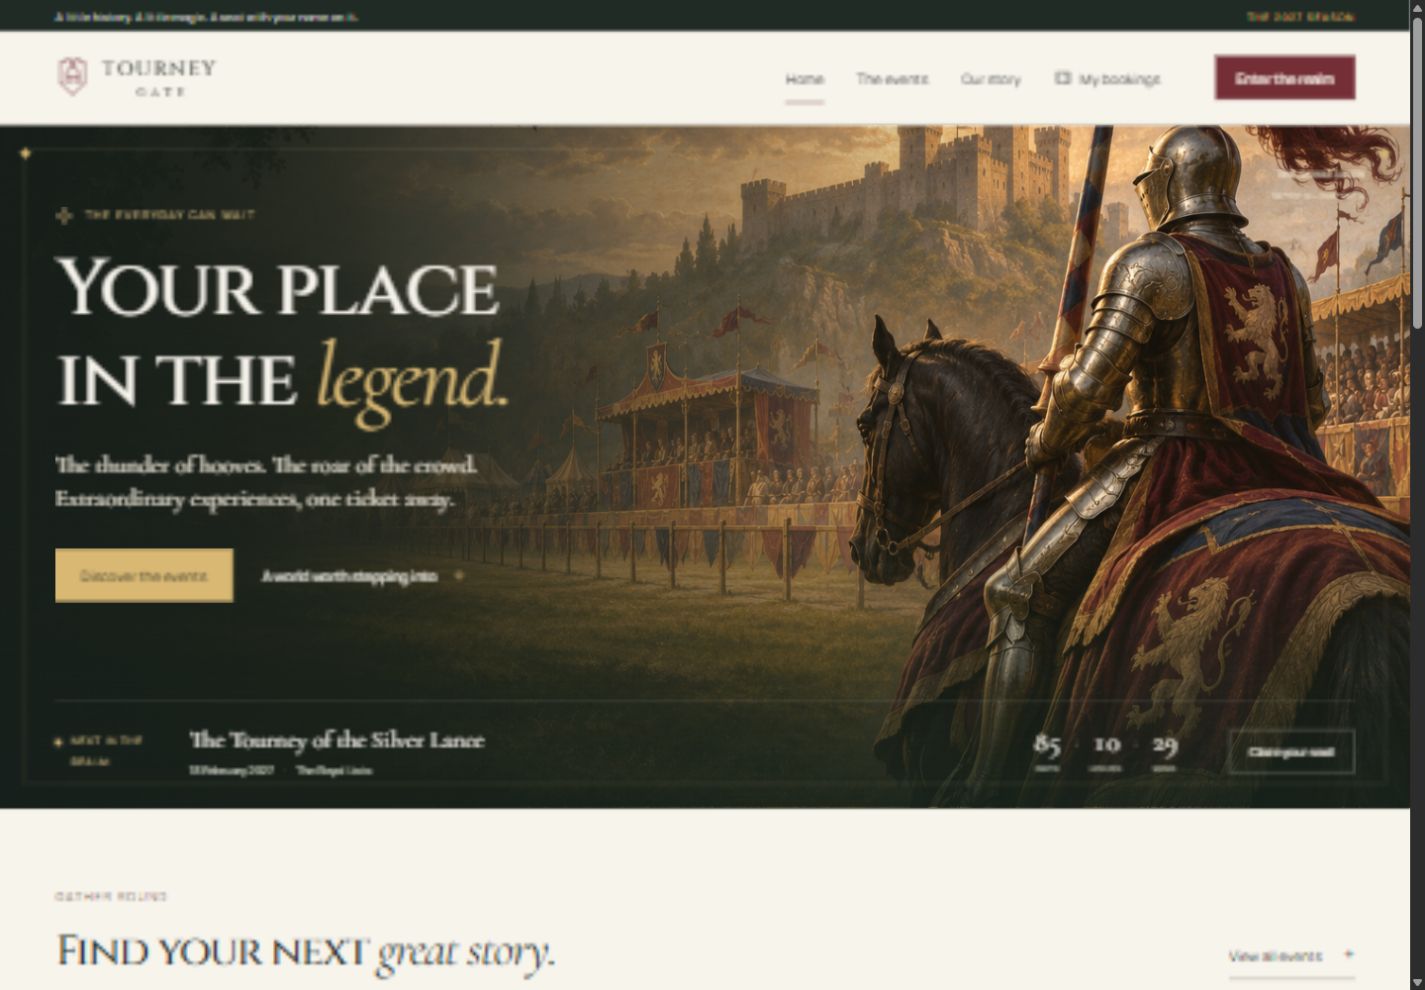 A little history. A little magic. A seat with your name on it.
THE 2027 SEASON
TOURNEY
GATE
Home
The events
Our story
My bookings
Enter the realm
THE EVERYDAY CAN WAIT
YOUR PLACE
IN THE legend.
The thunder of hooves. The roar of the crowd.
Extraordinary experiences, one ticket away.
Discover the events
A world worth stepping into
NEXT IN THE
REALM
The Tourney of the Silver Lance
February 2027
The Royal Lists
85
10
29
Claim your seat
GATHER ROUND
FIND YOUR NEXT great story.
View all events